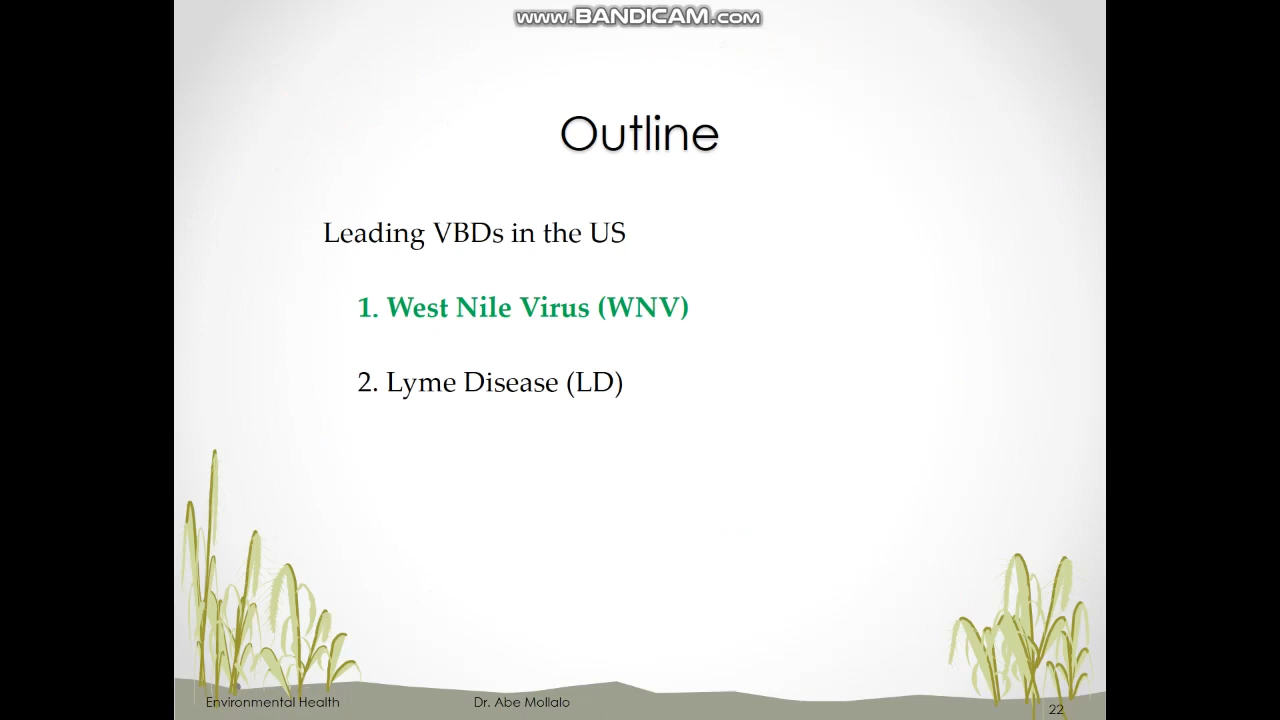 www.BANDICAM.com
Outline
Leading VBDs in the US
1. West Nile Virus (WNV)
2. Lyme Disease (LD)
Environmental Health
Dr. Abe Mollalo
22